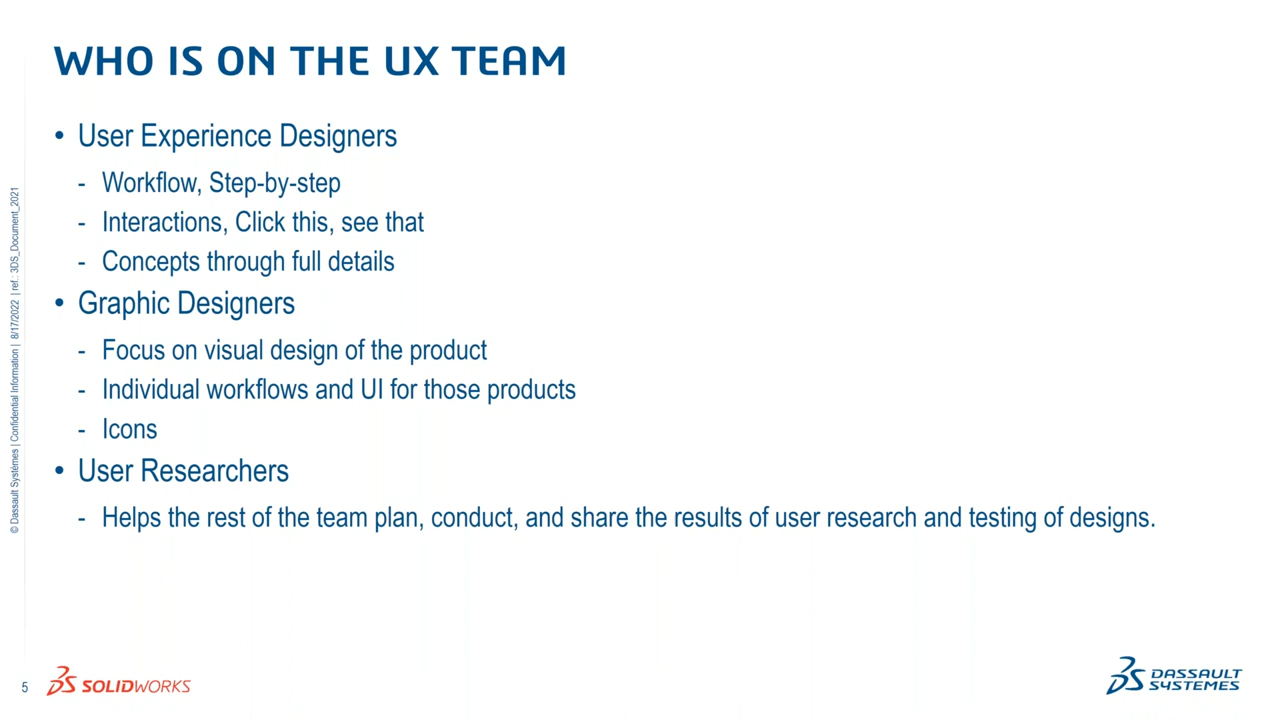 WHO IS ON THE UX TEAM
• User Experience Designers
- Workflow, Step-by-step
- Interactions, Click this, see that
- Concepts through full details
• Graphic Designers
- Focus on visual design of the product
- Individual workflows and UI for those products
- Icons
• User Researchers
- Helps the rest of the team plan, conduct, and share the results of user research and testing of designs.
© Dassault Systèmes | Confidential Information | 8/17/2022 | ref.: 3DS_Document_2021
5
3DS SOLIDWORKS
3DS DASSAULT SYSTEMES